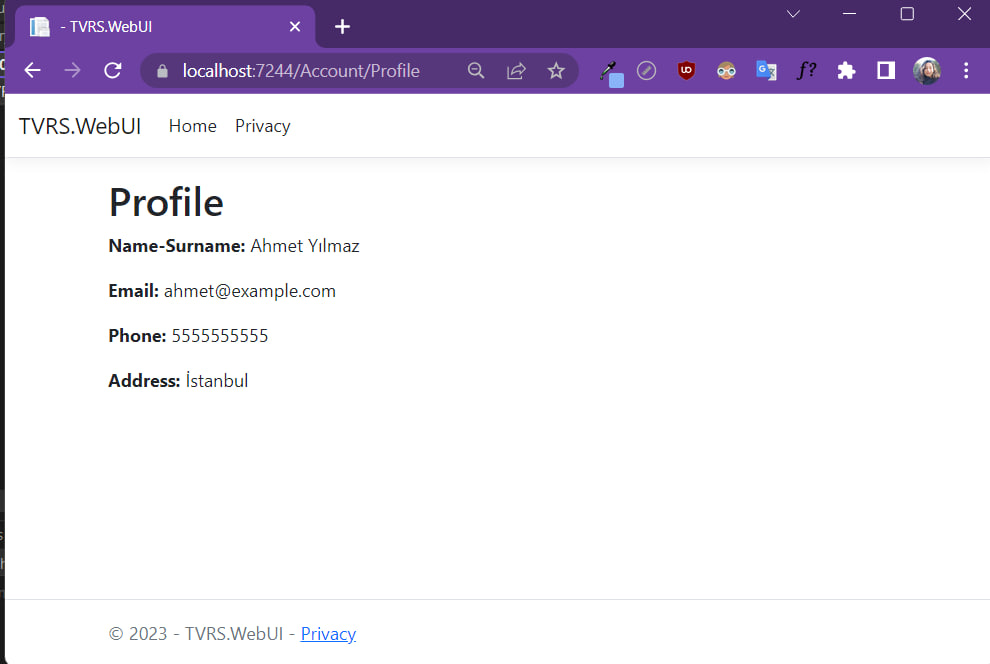 - TVRS.WebUI
localhost:7244/Account/Profile
f?
TVRS.WebUI Home Privacy
Profile
Name-Surname: Ahmet Yılmaz
Email: ahmet@example.com
Phone: 5555555555
Address: İstanbul
© 2023 - TVRS.WebUI - Privacy